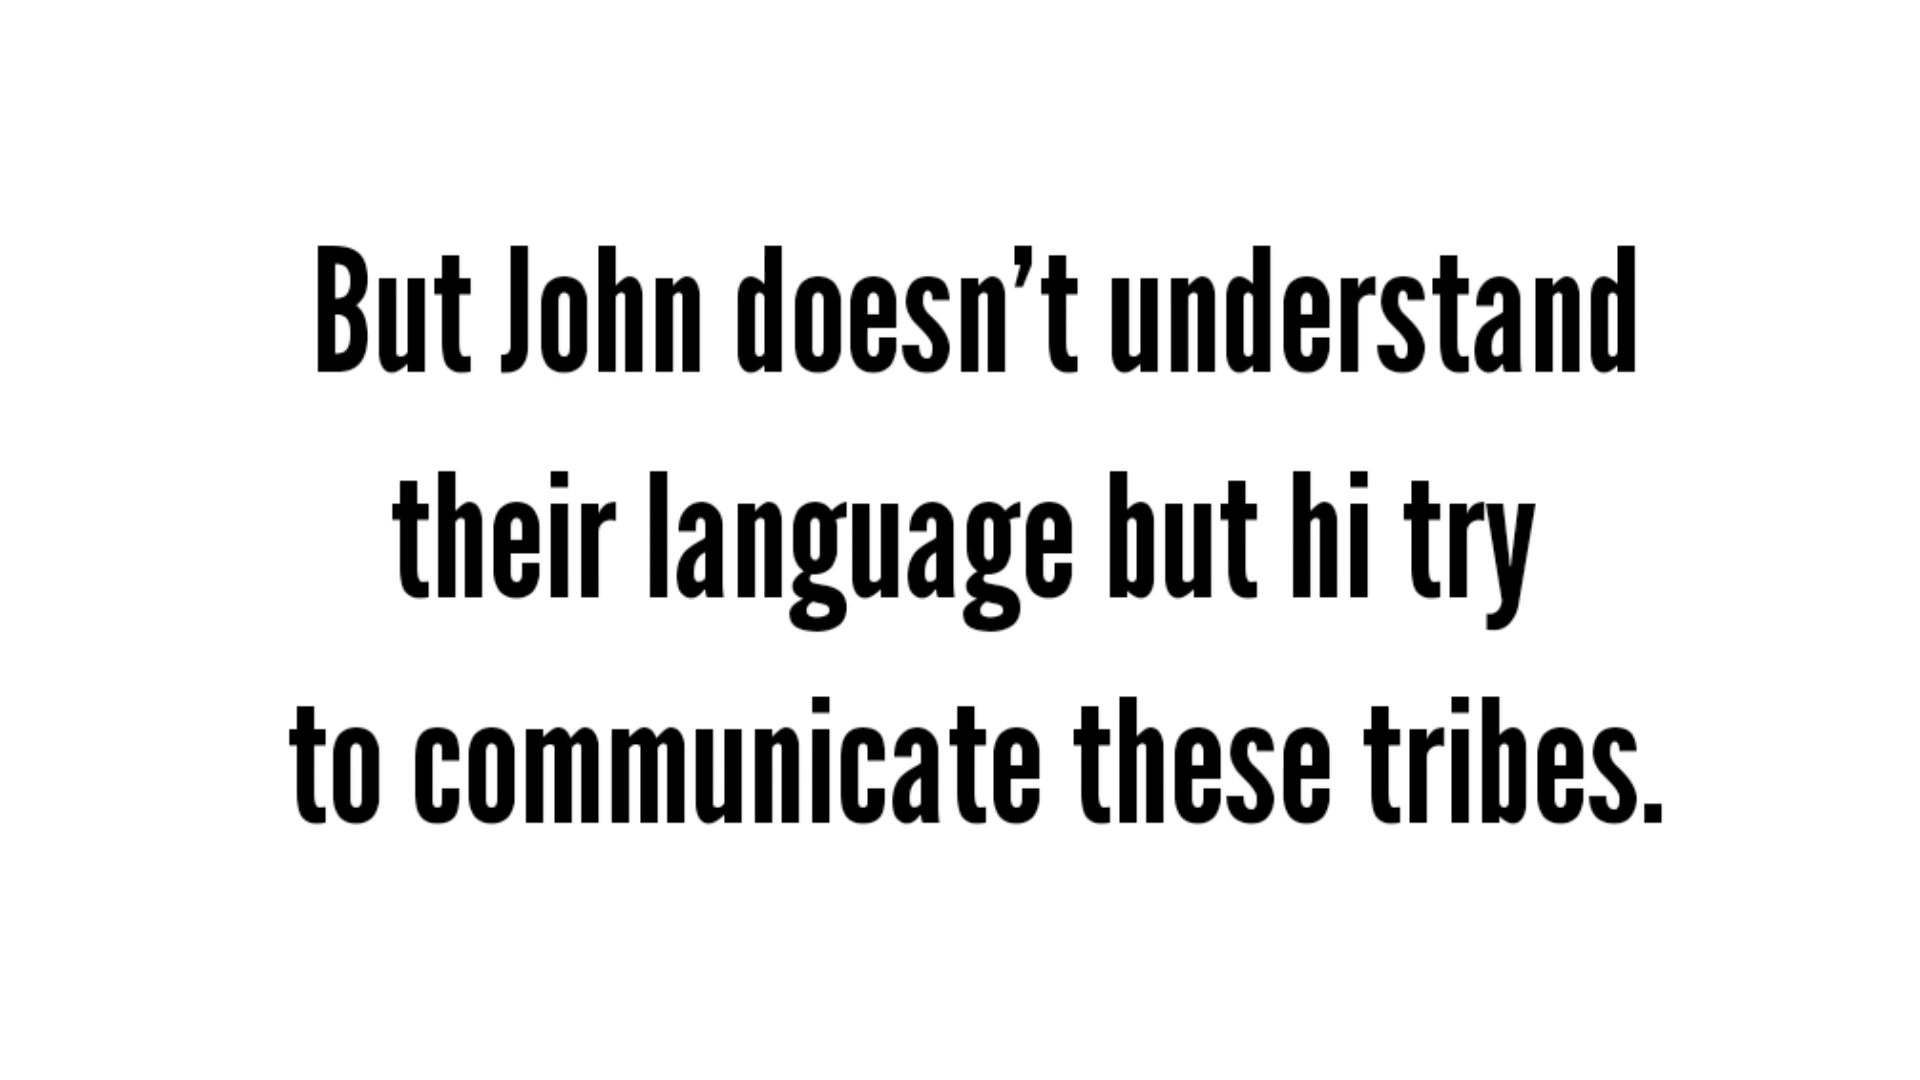 But John doesn’t understand
their language but hi try
to communicate these tribes.